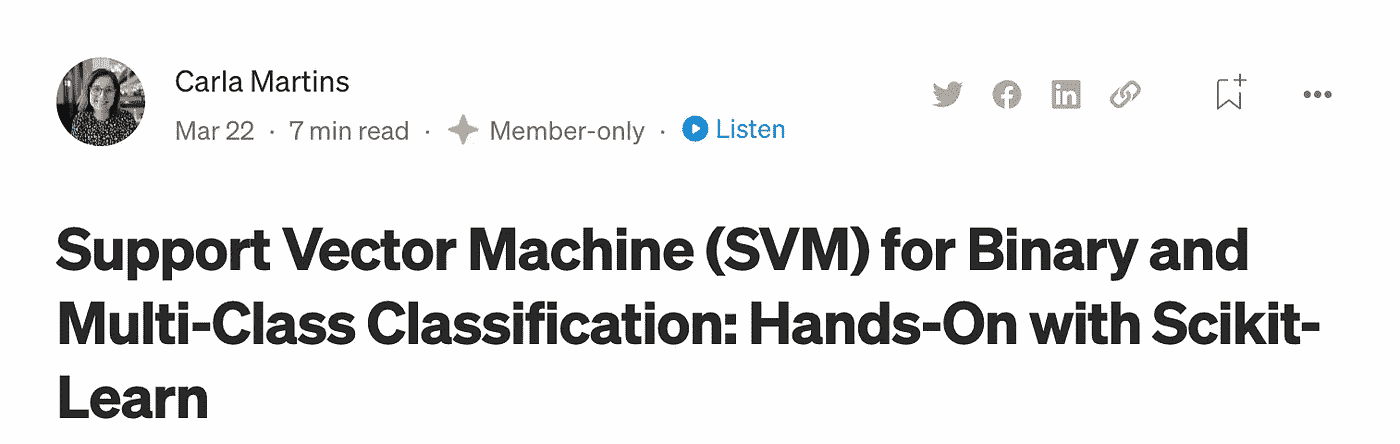 Carla Martins
Mar 22 · 7 min read · Member-only · Listen
Support Vector Machine (SVM) for Binary and
Multi-Class Classification: Hands-On with Scikit-
Learn